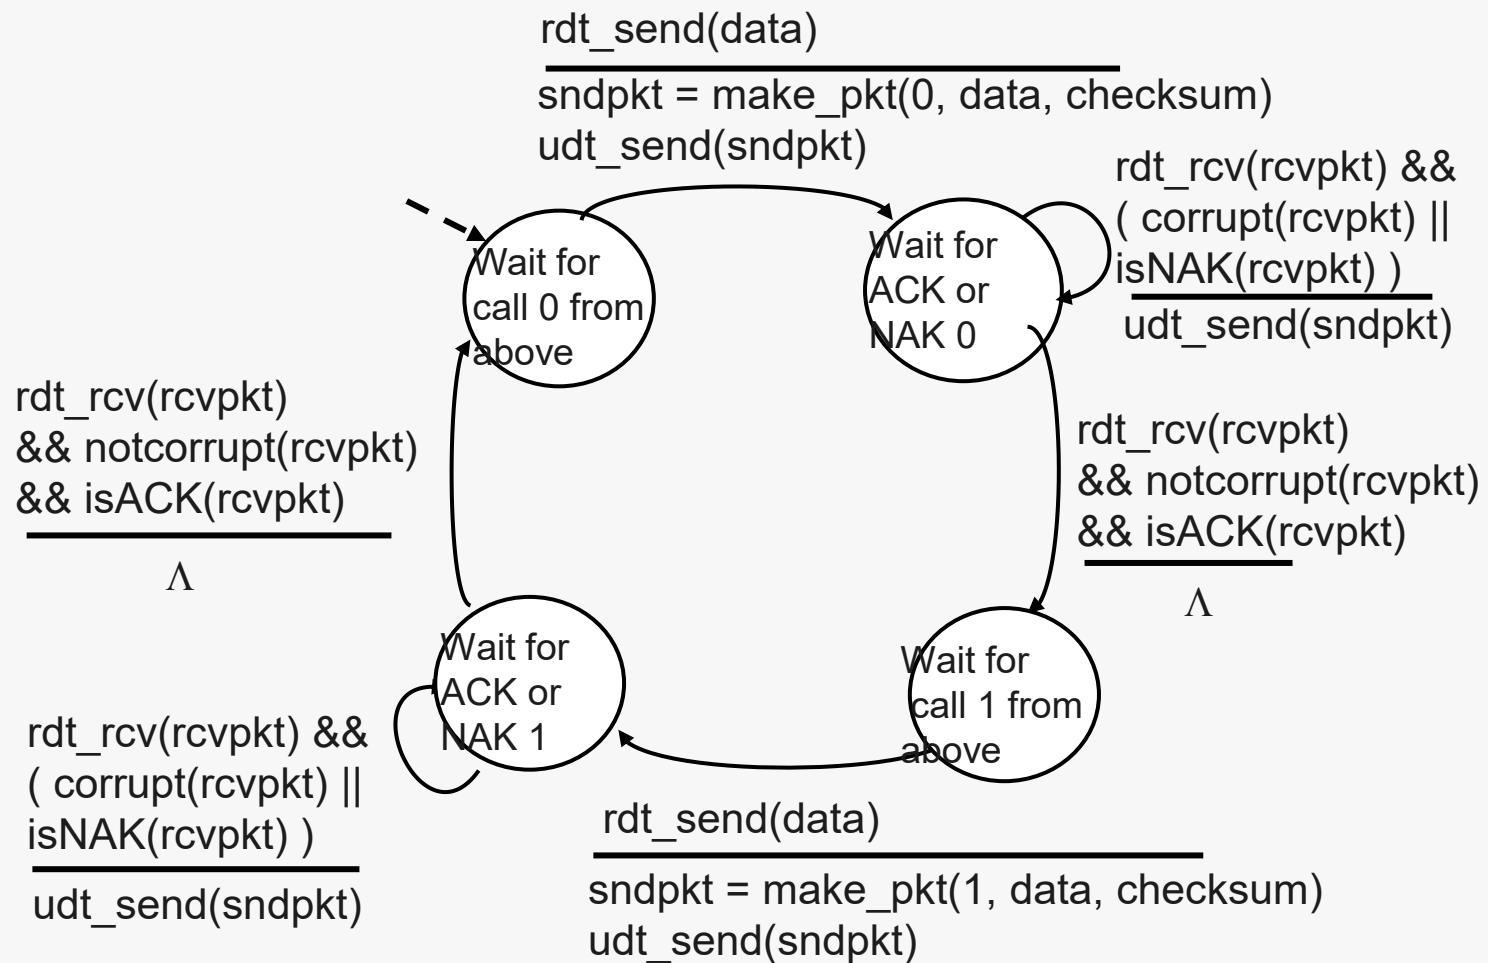 rdt_send(data)
sndpkt = make_pkt(0, data, checksum)
udt_send(sndpkt)
rdt_rcv(rcvpkt) &&
( corrupt(rcvpkt) ||
isNAK(rcvpkt) )
udt_send(sndpkt)
Wait for
call 0 from
above
Wait for
ACK or
NAK 0
rdt_rcv(rcvpkt)
&& notcorrupt(rcvpkt)
&& isACK(rcvpkt)
Λ
rdt_rcv(rcvpkt)
&& notcorrupt(rcvpkt)
&& isACK(rcvpkt)
Λ
Wait for
ACK or
NAK 1
Wait for
call 1 from
above
rdt_rcv(rcvpkt) &&
( corrupt(rcvpkt) ||
isNAK(rcvpkt) )
udt_send(sndpkt)
rdt_send(data)
sndpkt = make_pkt(1, data, checksum)
udt_send(sndpkt)